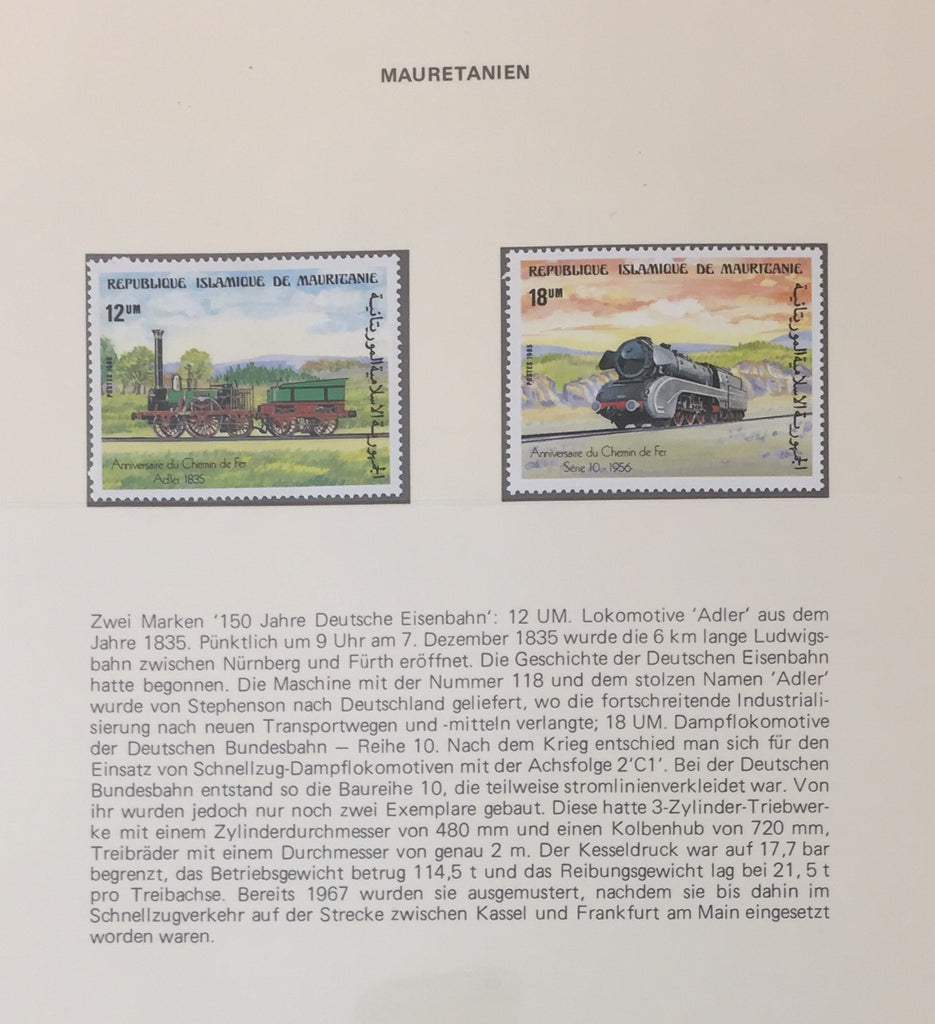 MAURETANIEN
REPUBLIQUE ISLAMIQUE DE MAURITANIE
12UM
POSTES 1985
الجمهورية الإسلامية الموريتانية
Anniversaire du Chemin de Fer
Adler 1835
REPUBLIQUE ISLAMIQUE DE MAURITANIE
18UM
POSTES 1985
الجمهورية الإسلامية الموريتانية
Anniversaire du Chemin de Fer
Série 10 - 1956
Zwei Marken '150 Jahre Deutsche Eisenbahn': 12 UM. Lokomotive 'Adler' aus dem
Jahre 1835. Pünktlich um 9 Uhr am 7. Dezember 1835 wurde die 6 km lange Ludwigs-
bahn zwischen Nürnberg und Fürth eröffnet. Die Geschichte der Deutschen Eisenbahn
hatte begonnen. Die Maschine mit der Nummer 118 und dem stolzen Namen 'Adler'
wurde von Stephenson nach Deutschland geliefert, wo die fortschreitende Industriali-
sierung nach neuen Transportwegen und -mitteln verlangte; 18 UM. Dampflokomotive
der Deutschen Bundesbahn — Reihe 10. Nach dem Krieg entschied man sich für den
Einsatz von Schnellzug-Dampflokomotiven mit der Achsfolge 2'C1'. Bei der Deutschen
Bundesbahn entstand so die Baureihe 10, die teilweise stromlinienverkleidet war. Von
ihr wurden jedoch nur noch zwei Exemplare gebaut. Diese hatte 3-Zylinder-Triebwer-
ke mit einem Zylinderdurchmesser von 480 mm und einen Kolbenhub von 720 mm,
Treibräder mit einem Durchmesser von genau 2 m. Der Kesseldruck war auf 17,7 bar
begrenzt, das Betriebsgewicht betrug 114,5 t und das Reibungsgewicht lag bei 21, 5 t
pro Treibachse. Bereits 1967 wurden sie ausgemustert, nachdem sie bis dahin im
Schnellzugverkehr auf der Strecke zwischen Kassel und Frankfurt am Main eingesetzt
worden waren.